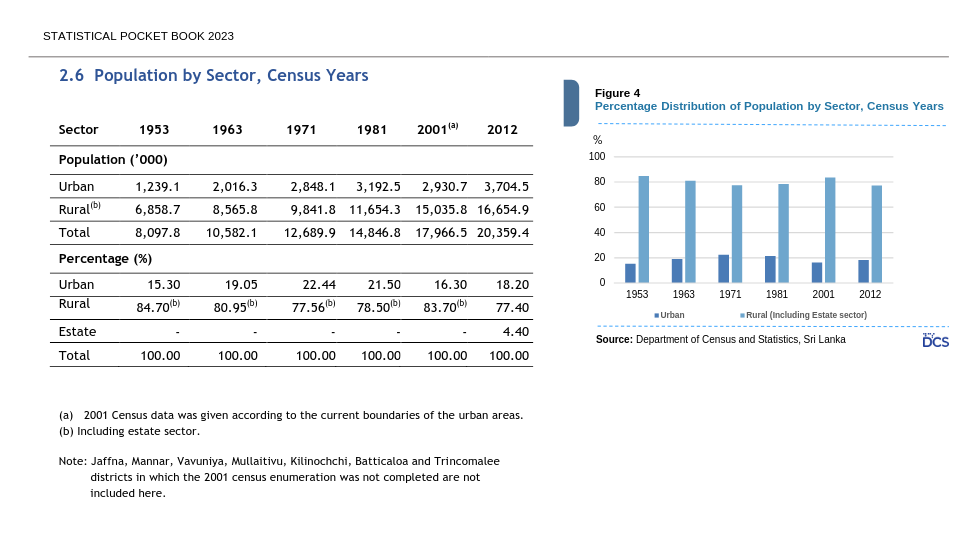 STATISTICAL POCKET BOOK 2023
2.6 Population by Sector, Census Years
Sector 1953 1963 1971 1981 2001(a) 2012
Population (’000)
Urban 1,239.1 2,016.3 2,848.1 3,192.5 2,930.7 3,704.5
Rural(b) 6,858.7 8,565.8 9,841.8 11,654.3 15,035.8 16,654.9
Total 8,097.8 10,582.1 12,689.9 14,846.8 17,966.5 20,359.4
Percentage (%)
Urban 15.30 19.05 22.44 21.50 16.30 18.20
Rural 84.70(b) 80.95(b) 77.56(b) 78.50(b) 83.70(b) 77.40
Estate - - - - - 4.40
Total 100.00 100.00 100.00 100.00 100.00 100.00
(a) 2001 Census data was given according to the current boundaries of the urban areas.
(b) Including estate sector.
Note: Jaffna, Mannar, Vavuniya, Mullaitivu, Kilinochchi, Batticaloa and Trincomalee
districts in which the 2001 census enumeration was not completed are not
included here.
Figure 4
Percentage Distribution of Population by Sector, Census Years
%
100
80
60
40
20
0
1953 1963 1971 1981 2001 2012
Urban Rural (Including Estate sector)
Source: Department of Census and Statistics, Sri Lanka
DCS